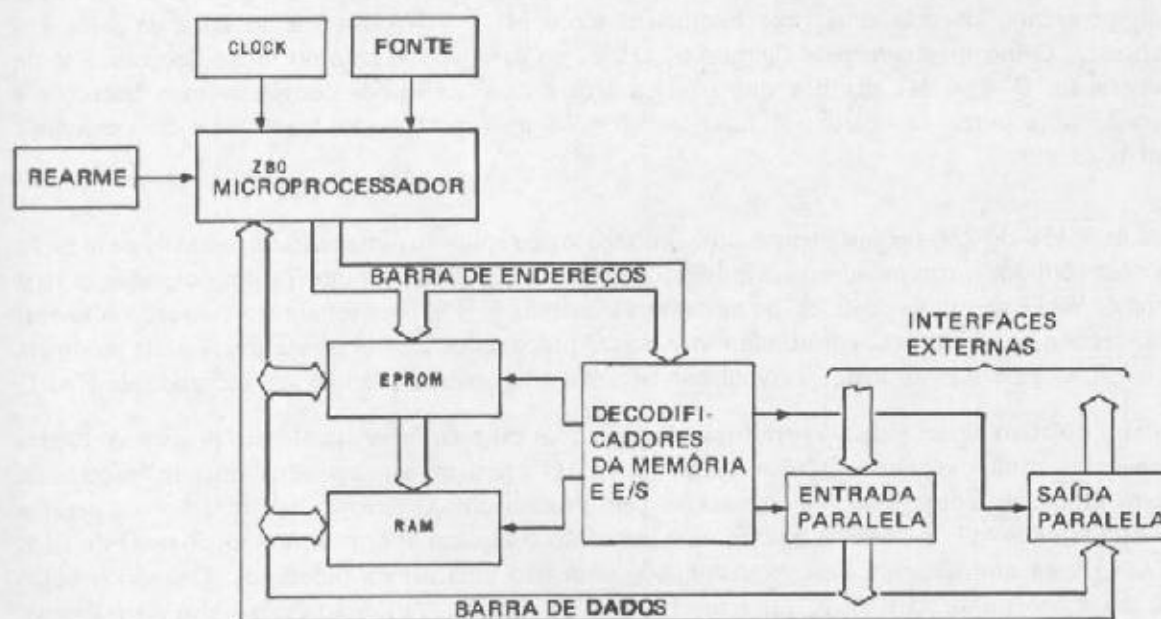 CLOCK
FONTE
REARME
Z80
MICROPROCESSADOR
BARRA DE ENDEREÇOS
INTERFACES
EXTERNAS
EPROM
DECODIFI-
CADORES
DA MEMÓRIA
E E/S
ENTRADA
PARALELA
SAÍDA
PARALELA
RAM
BARRA DE DADOS